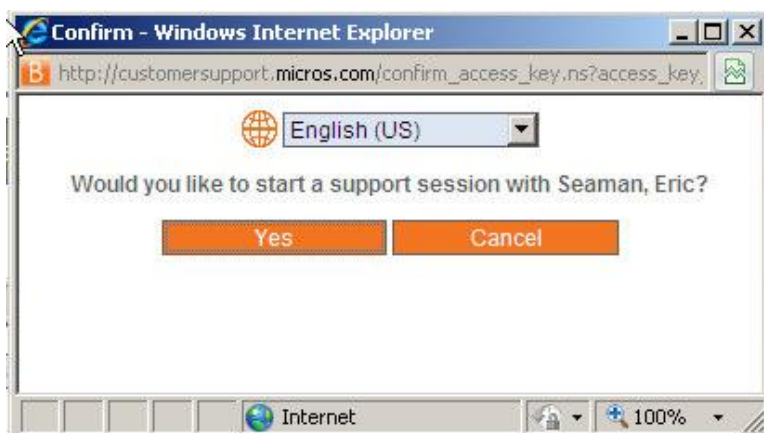 Confirm - Windows Internet Explorer
B http://customersupport.micros.com/confirm_access_key.ns?access_key,
English (US)
Would you like to start a support session with Seaman, Eric?
Yes Cancel
Internet 100%